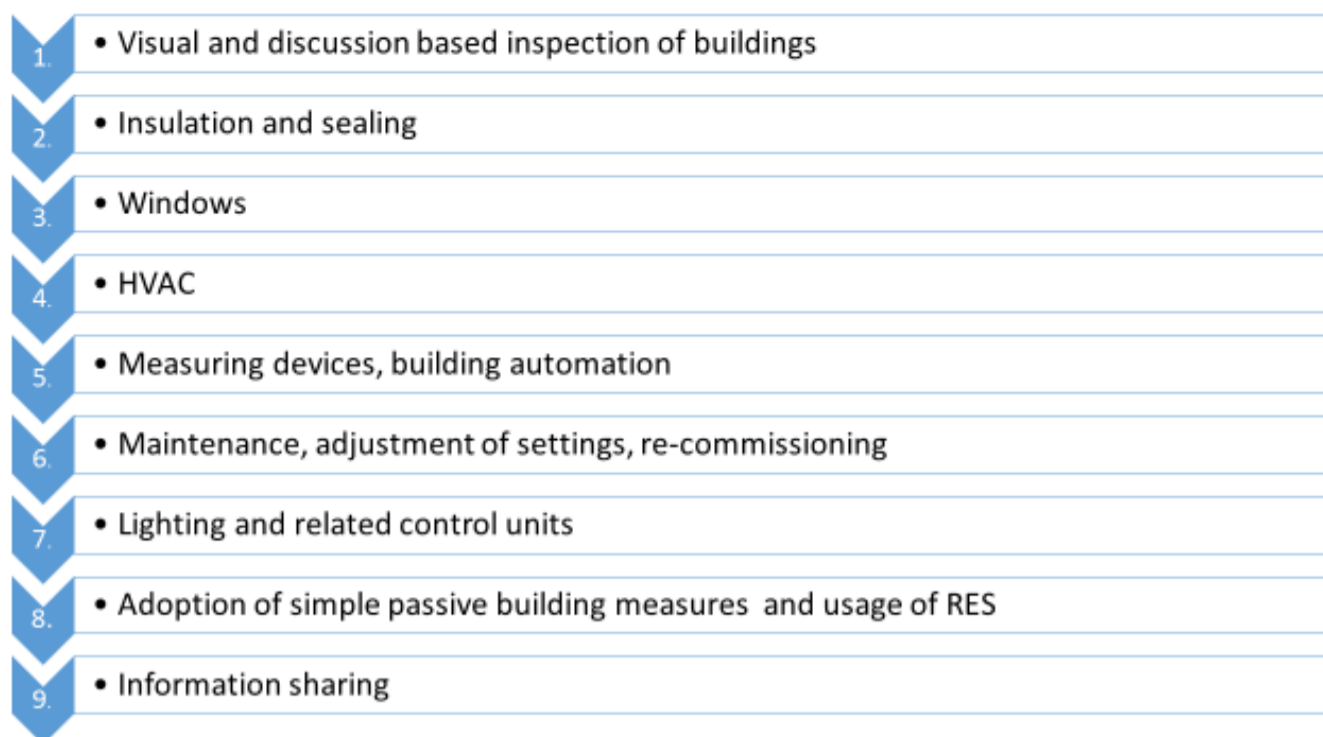 1. • Visual and discussion based inspection of buildings
2. • Insulation and sealing
3. • Windows
4. • HVAC
5. • Measuring devices, building automation
6. • Maintenance, adjustment of settings, re-commissioning
7. • Lighting and related control units
8. • Adoption of simple passive building measures and usage of RES
9. • Information sharing